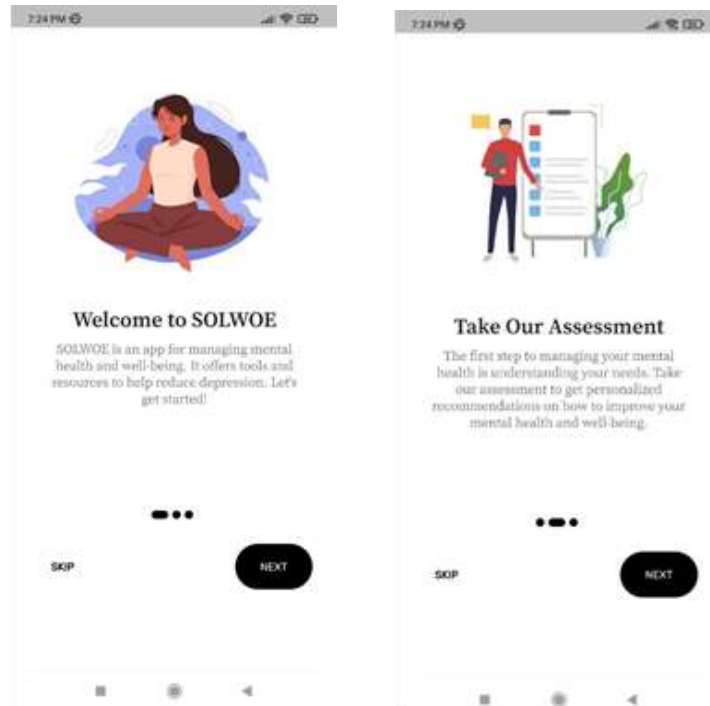 7:24 PM
Welcome to SOLWOE
SOLWOE is an app for managing mental
health and well-being. It offers tools and
resources to help reduce depression. Let's
get started!
SKIP
NEXT
7:24 PM
Take Our Assessment
The first step to managing your mental
health is understanding your needs. Take
our assessment to get personalized
recommendations on how to improve your
mental health and well-being.
SKIP
NEXT